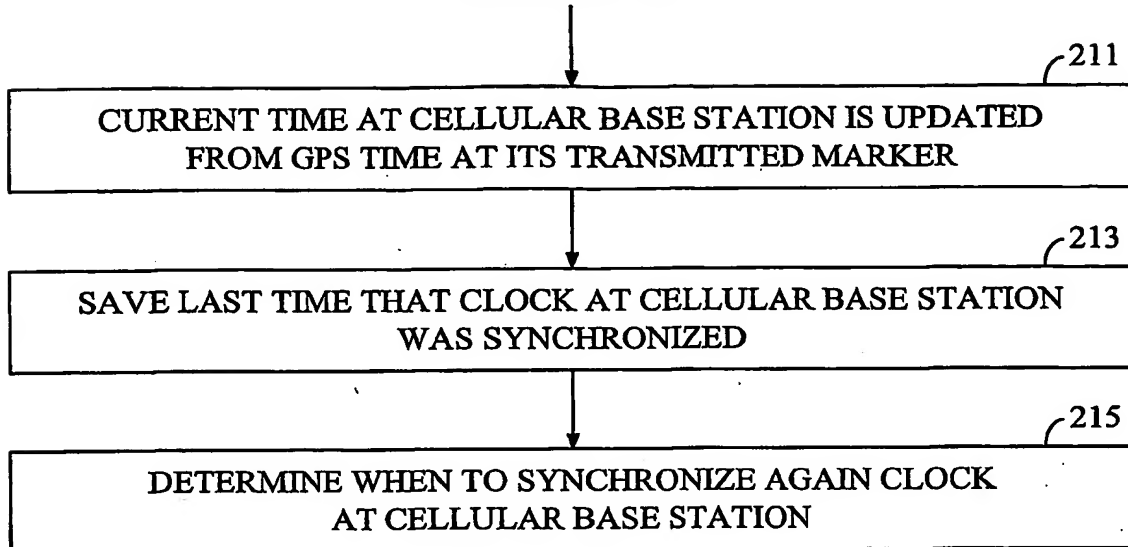 211
CURRENT TIME AT CELLULAR BASE STATION IS UPDATED
FROM GPS TIME AT ITS TRANSMITTED MARKER
213
SAVE LAST TIME THAT CLOCK AT CELLULAR BASE STATION
WAS SYNCHRONIZED
215
DETERMINE WHEN TO SYNCHRONIZE AGAIN CLOCK
AT CELLULAR BASE STATION